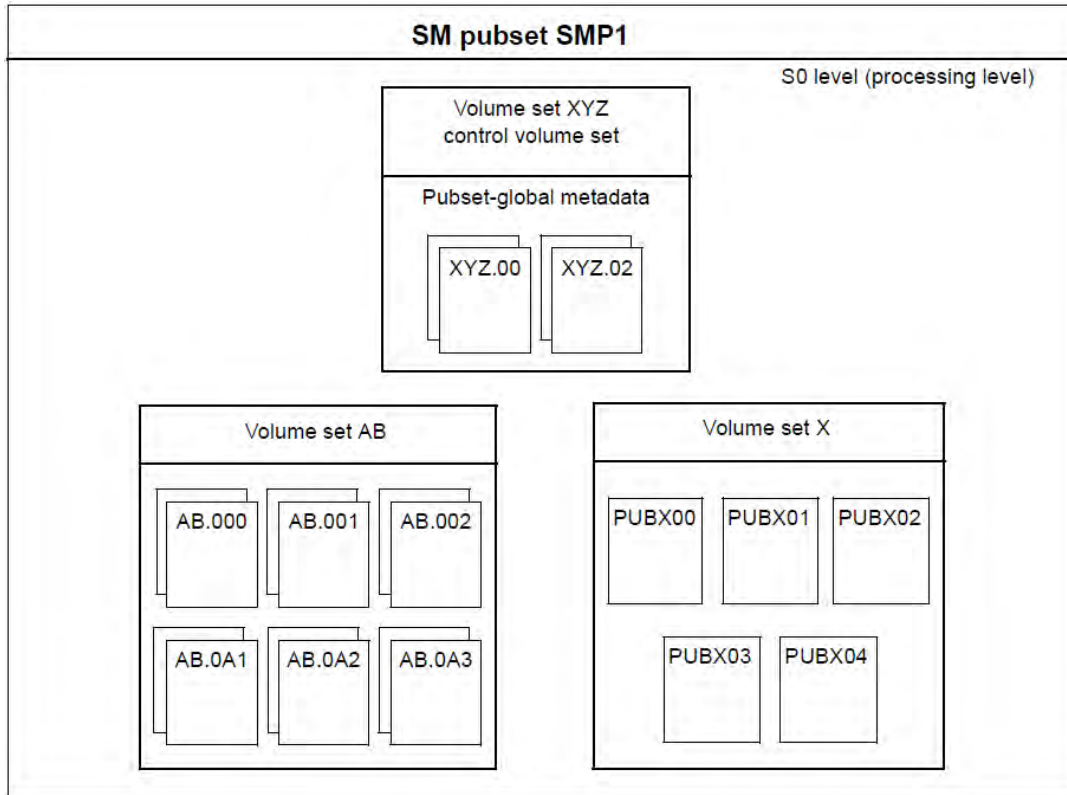 SM pubset SMP1
S0 level (processing level)
Volume set XYZ
control volume set
Pubset-global metadata
XYZ.00 XYZ.02
Volume set AB
AB.000 AB.001 AB.002
AB.0A1 AB.0A2 AB.0A3
Volume set X
PUBX00 PUBX01 PUBX02
PUBX03 PUBX04